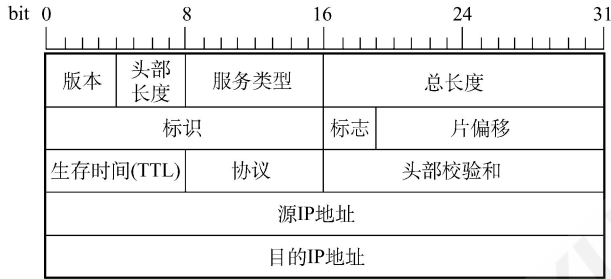 bit 0 8 16 24 31
版本 头部长度 服务类型 总长度
标识 标志 片偏移
生存时间(TTL) 协议 头部校验和
源IP地址
目的IP地址